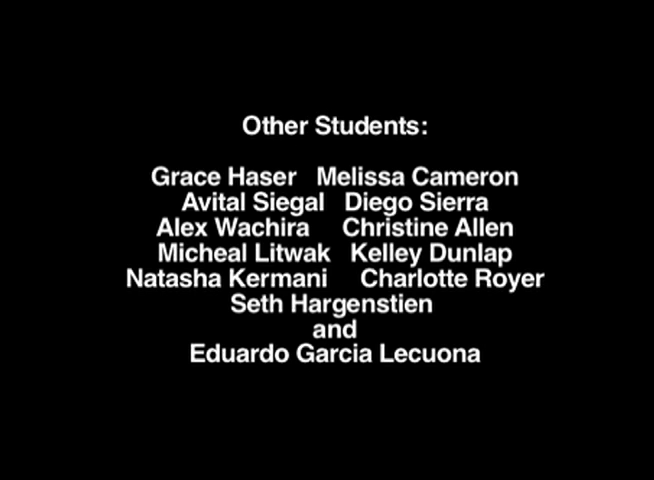 Other Students:
Grace Haser Melissa Cameron
Avital Siegal Diego Sierra
Alex Wachira Christine Allen
Micheal Litwak Kelley Dunlap
Natasha Kermani Charlotte Royer
Seth Hargenstien
and
Eduardo Garcia Lecuona